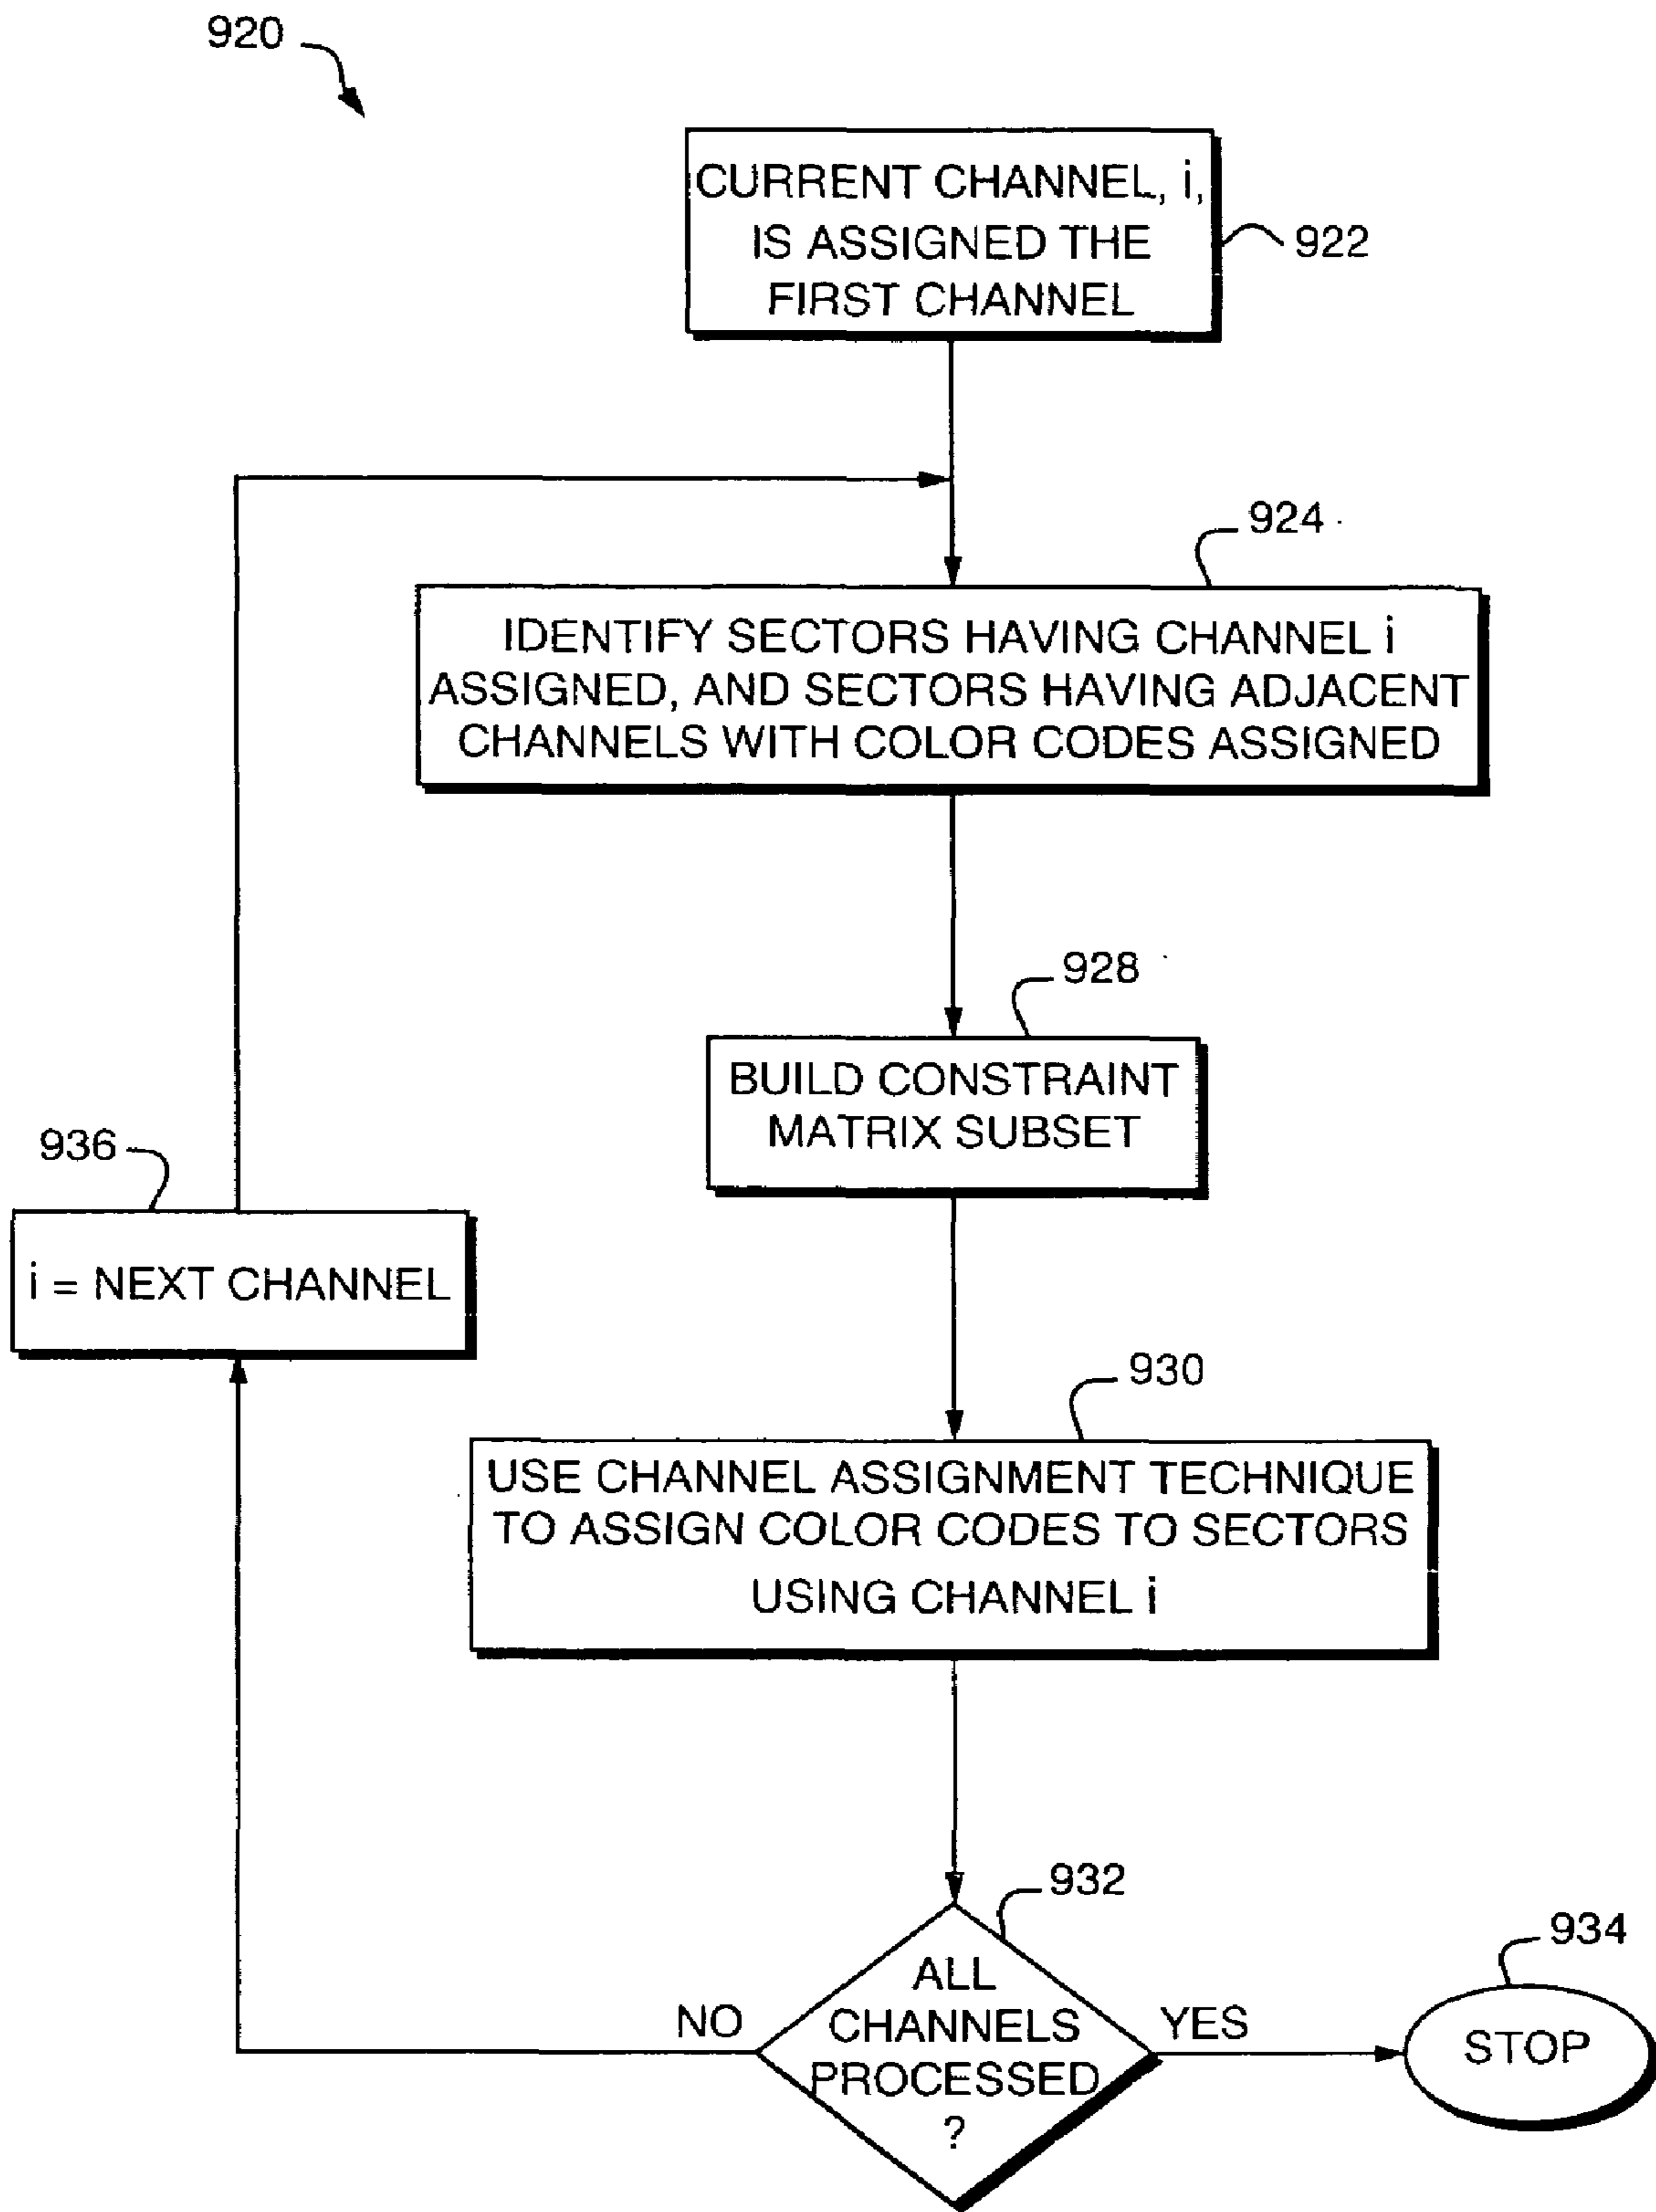 920
CURRENT CHANNEL, i,
IS ASSIGNED THE
FIRST CHANNEL
922
924
IDENTIFY SECTORS HAVING CHANNEL i
ASSIGNED, AND SECTORS HAVING ADJACENT
CHANNELS WITH COLOR CODES ASSIGNED
928
BUILD CONSTRAINT
MATRIX SUBSET
936
i = NEXT CHANNEL
930
USE CHANNEL ASSIGNMENT TECHNIQUE
TO ASSIGN COLOR CODES TO SECTORS
USING CHANNEL i
932
ALL
CHANNELS
PROCESSED
?
NO
YES
934
STOP